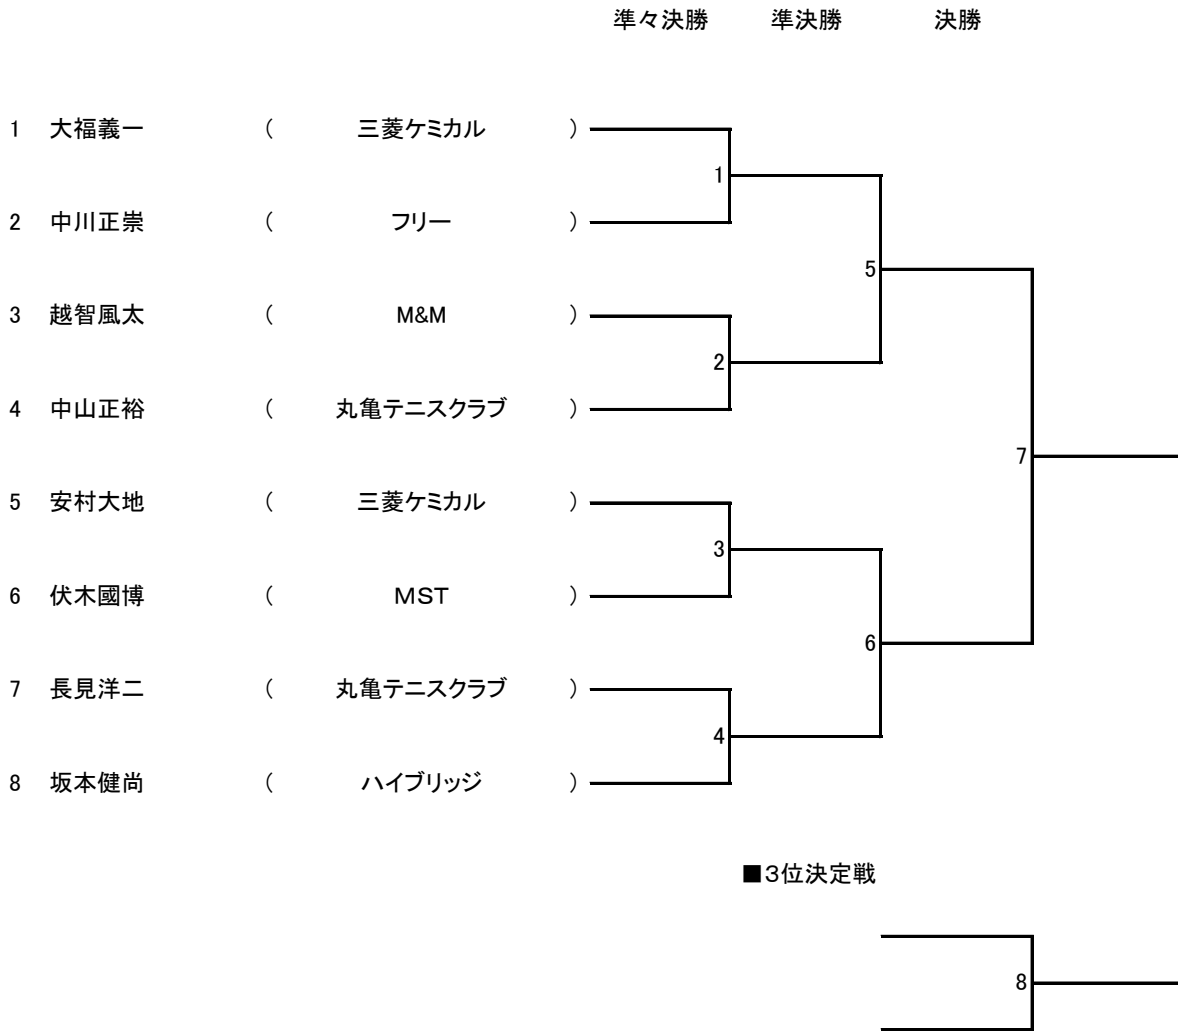 準々決勝 準決勝 決勝
1 大福義一 ( 三菱ケミカル )
1
2 中川正崇 ( フリー )
5
3 越智風太 ( M&M )
2
4 中山正裕 ( 丸亀テニスクラブ )
7
5 安村大地 ( 三菱ケミカル )
3
6 伏木國博 ( MST )
6
7 長見洋二 ( 丸亀テニスクラブ )
4
8 坂本健尚 ( ハイブリッジ )
■3位決定戦
8